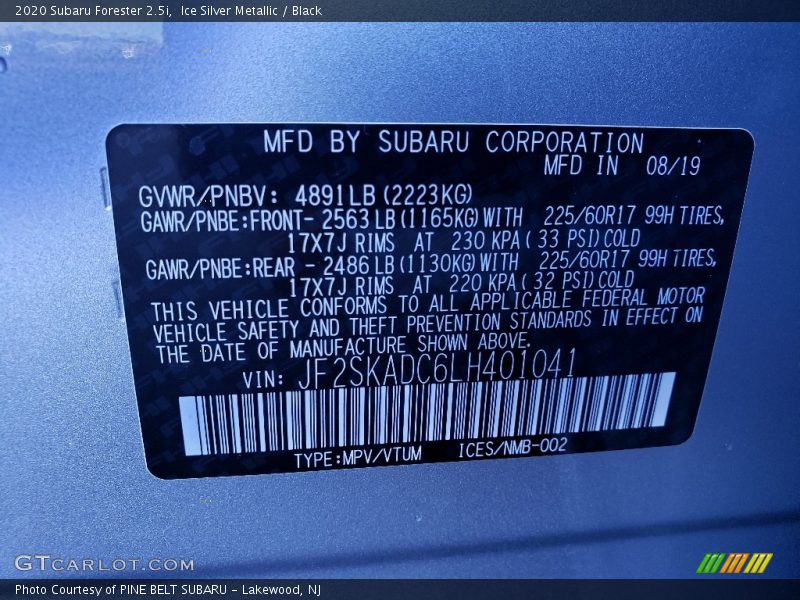 2020 Subaru Forester 2.5i, Ice Silver Metallic / Black
MFD BY SUBARU CORPORATION
MFD IN 08/19
GVWR/PNBV: 4891LB(2223KG)
GAWR/PNBE:FRONT- 2563 LB(1165KG)WITH 225/60R17 99H TIRES,
17X7J RIMS AT 230 KPA( 33 PSI)COLD
GAWR/PNBE:REAR - 2486 LB(1130KG)WITH 225/60R17 99H TIRES,
17X7J RIMS AT 220 KPA( 32 PSI)COLD
THIS VEHICLE CONFORMS TO ALL APPLICABLE FEDERAL MOTOR
VEHICLE SAFETY AND THEFT PREVENTION STANDARDS IN EFFECT ON
THE DATE OF MANUFACTURE SHOWN ABOVE.
VIN: JF2SKADC6LH401041
TYPE:MPV/VTUM ICES/NMB-002
GTCARLOT.COM
Photo Courtesy of PINE BELT SUBARU - Lakewood, NJ